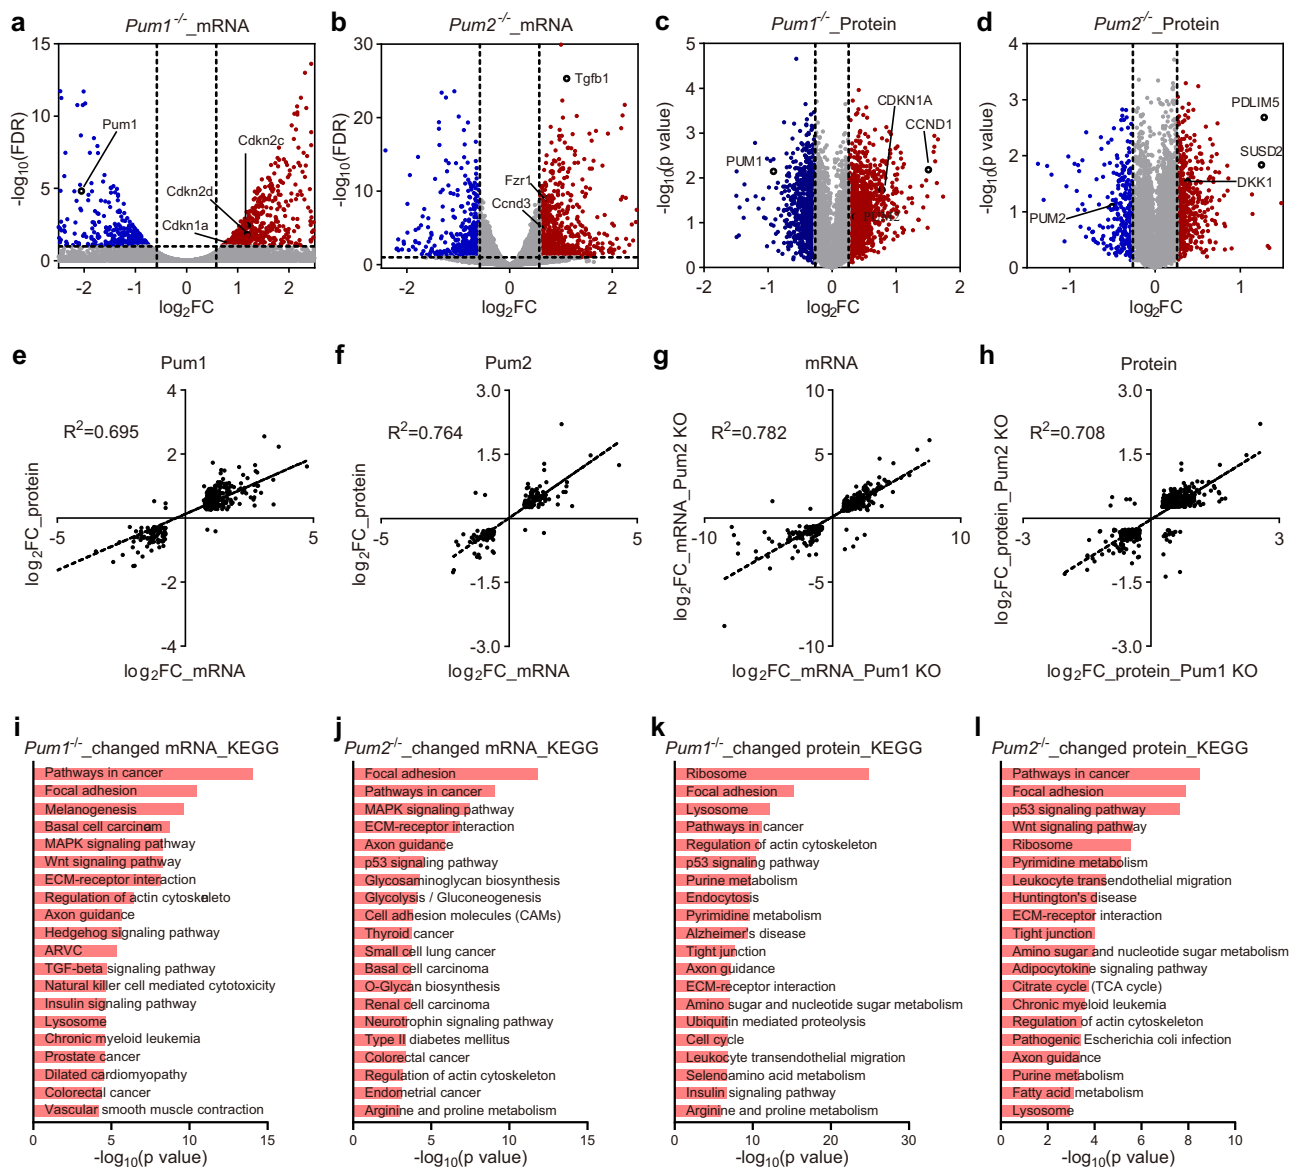 a Pum1-/-_mRNA
-log10(FDR)
15
10
5
0
Pum1
Cdkn2c
Cdkn2d
Cdkn1a
-2 -1 0 1 2
log2FC
b Pum2-/-_mRNA
-log10(FDR)
30
20
10
0
Tgfb1
Fzr1
Ccnd3
-2 0 2
log2FC
c Pum1-/-_Protein
-log10(p value)
5
4
3
2
1
0
CDKN1A
CCND1
PUM1
-2 -1 0 1 2
log2FC
d Pum2-/-_Protein
-log10(p value)
4
3
2
1
0
PDLIM5
SUSD2
DKK1
PUM2
-1 0 1
log2FC
e Pum1
log2FC_protein
R2=0.695
4
2
-5 5
-2
-4
log2FC_mRNA
f Pum2
log2FC_protein
R2=0.764
3.0
1.5
-5 5
-1.5
-3.0
log2FC_mRNA
g mRNA
log2FC_mRNA_Pum2 KO
R2=0.782
10
5
-10 10
-5
-10
log2FC_mRNA_Pum1 KO
h Protein
log2FC_protein_Pum2 KO
R2=0.708
3.0
1.5
-3 3
-1.5
-3.0
log2FC_protein_Pum1 KO
i
Pum1-/-_changed mRNA_KEGG
Pathways in cancer
Focal adhesion
Melanogenesis
Basal cell carcinoam
MAPK signaling pathway
Wnt signaling pathway
ECM-receptor interaction
Regulation of actin cytoskeleto
Axon guidance
Hedgehog signaling pathway
ARVC
TGF-beta signaling pathway
Natural killer cell mediated cytotoxicity
Insulin signaling pathway
Lysosome
Chronic myeloid leukemia
Prostate cancer
Dilated cardiomyopathy
Colorectal cancer
Vascular smooth muscle contraction
0 5 10 15
-log10(p value)
j
Pum2-/-_changed mRNA_KEGG
Focal adhesion
Pathways in cancer
MAPK signaling pathway
ECM-receptor interaction
Axon guidance
p53 signaling pathway
Glycosaminoglycan biosynthesis
Glycolysis / Gluconeogenesis
Cell adhesion molecules (CAMs)
Thyroid cancer
Small cell lung cancer
Basal cell carcinoma
O-Glycan biosynthesis
Renal cell carcinoma
Neurotrophin signaling pathway
Type II diabetes mellitus
Colorectal cancer
Regulation of actin cytoskeleton
Endometrial cancer
Arginine and proline metabolism
0 5 10 15
-log10(p value)
k
Pum1-/-_changed protein_KEGG
Ribosome
Focal adhesion
Lysosome
Pathways in cancer
Regulation of actin cytoskeleton
p53 signaling pathway
Purine metabolism
Endocytosis
Pyrimidine metabolism
Alzheimer's disease
Tight junction
Axon guidance
ECM-receptor interaction
Amino sugar and nucleotide sugar metabolism
Ubiquitin mediated proteolysis
Cell cycle
Leukocyte transendothelial migration
Selenoamino acid metabolism
Insulin signaling pathway
Arginine and proline metabolism
0 10 20 30
-log10(p value)
l
Pum2-/-_changed protein_KEGG
Pathways in cancer
Focal adhesion
p53 signaling pathway
Wnt signaling pathway
Ribosome
Pyrimidine metabolism
Leukocyte transendothelial migration
Huntington's disease
ECM-receptor interaction
Tight junction
Amino sugar and nucleotide sugar metabolism
Adipocytokine signaling pathway
Citrate cycle (TCA cycle)
Chronic myeloid leukemia
Regulation of actin cytoskeleton
Pathogenic Escherichia coli infection
Axon guidance
Purine metabolism
Fatty acid metabolism
Lysosome
0 2 4 6 8 10
-log10(p value)